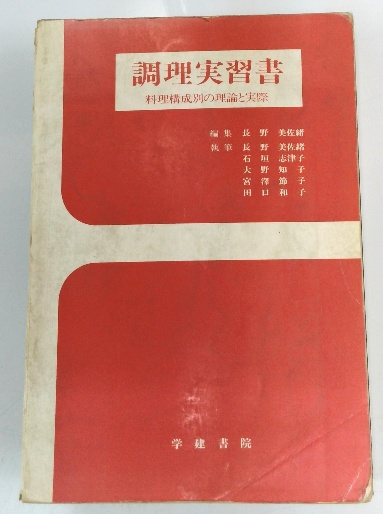 調理実習書
料理構成別の理論と実際
編集 長野 美佐緒
執筆 長野 美佐緒
石垣 志津子
大野 知子
宮澤 節子
田口 和子
学建書院